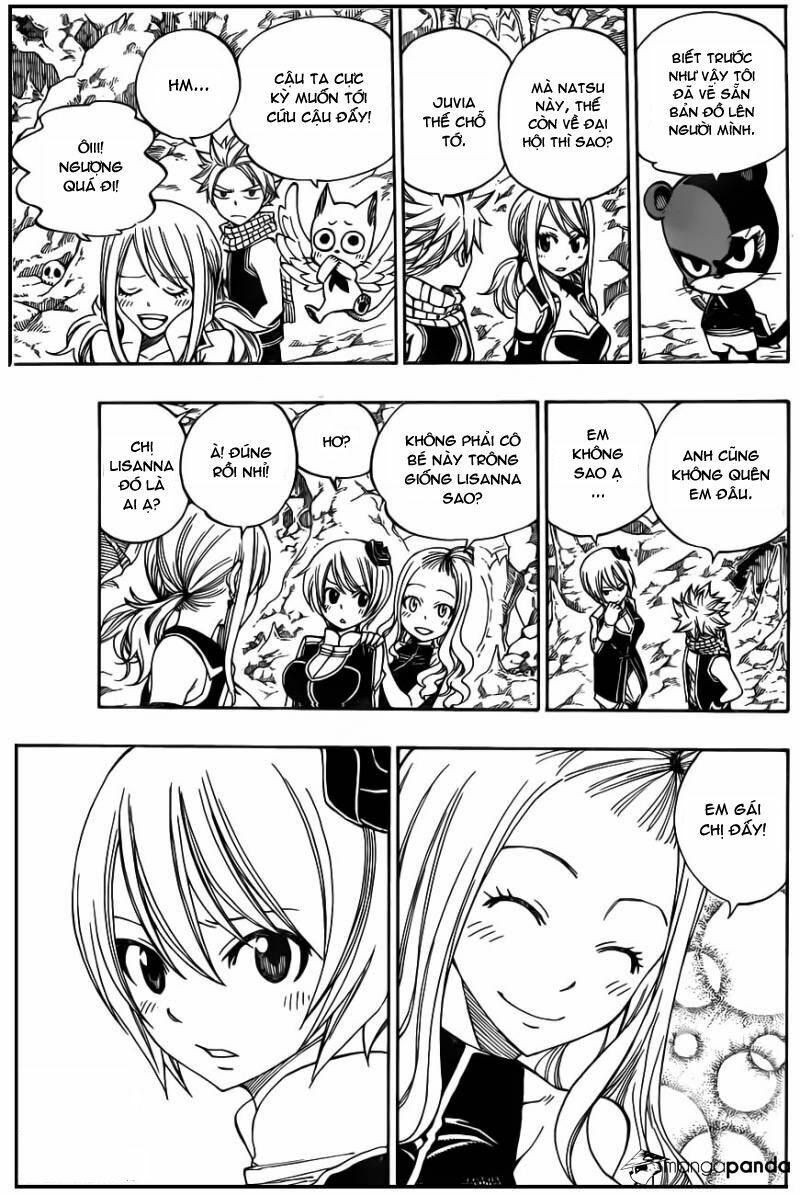 BIẾT TRƯỚC
NHƯ VẬY TÔI
ĐÃ VẼ SẴN
BẢN ĐỒ LÊN
NGƯỜI MÌNH.
MÀ NATSU
NÀY, THẾ
CÒN VỀ ĐẠI
HỘI THÌ SAO?
JUVIA
THẾ CHỖ
TỚ.
CẬU TA CỰC
KỲ MUỐN TỚI
CỨU CẬU ĐẤY!
HM...
ÔIII!
NGƯỢNG
QUÁ ĐI!
ANH CŨNG
KHÔNG QUÊN
EM ĐÂU.
EM
KHÔNG
SAO Ạ
...
KHÔNG PHẢI CÔ
BÉ NÀY TRÔNG
GIỐNG LISANNA
SAO?
HƠ?
À! ĐÚNG
RỒI NHỈ!
CHỊ
LISANNA
ĐÓ LÀ
AI Ạ?
EM GÁI
CHỊ ĐẤY!
mangapanda